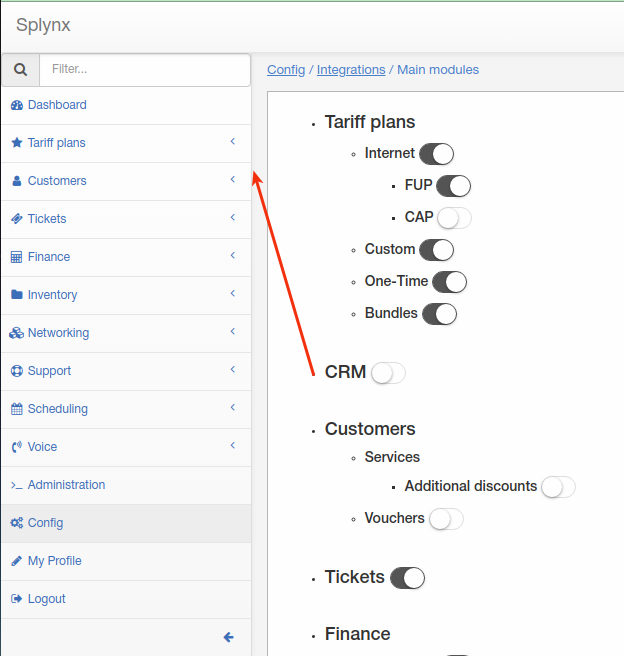 Splynx
Filter...
Dashboard
Tariff plans
Customers
Tickets
Finance
Inventory
Networking
Support
Scheduling
Voice
Administration
Config
My Profile
Logout
Config / Integrations / Main modules
Tariff plans
Internet
FUP
CAP
Custom
One-Time
Bundles
CRM
Customers
Services
Additional discounts
Vouchers
Tickets
Finance